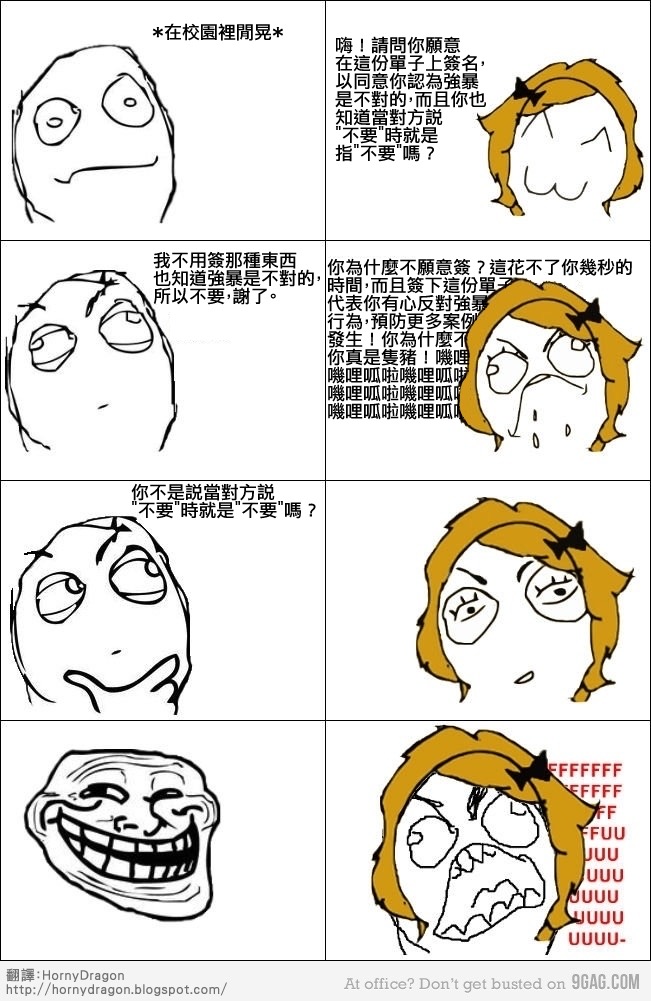 *在校園裡閒晃*
嗨！請問你願意
在這份單子上簽名，
以同意你認為強暴
是不對的，而且你也
知道當對方說
"不要"時就是
指"不要"嗎？
我不用簽那種東西
也知道強暴是不對的，
所以不要，謝了。
你為什麼不願意簽？這花不了你幾秒的
時間，而且簽下這份單子
代表你有心反對強暴
行為，預防更多案例
發生！你為什麼不
你真是隻豬！嘰哩
嘰哩呱啦嘰哩呱啦
嘰哩呱啦嘰哩呱
嘰哩呱啦嘰哩呱
你不是說當對方說
"不要"時就是"不要"嗎？
FFFFFFF
FFFFF
FF
FFUU
UUU
UUU
UUUU
UUUU
UUUU-
翻譯：HornyDragon
http://hornydragon.blogspot.com/
At office? Don't get busted on 9GAG.COM